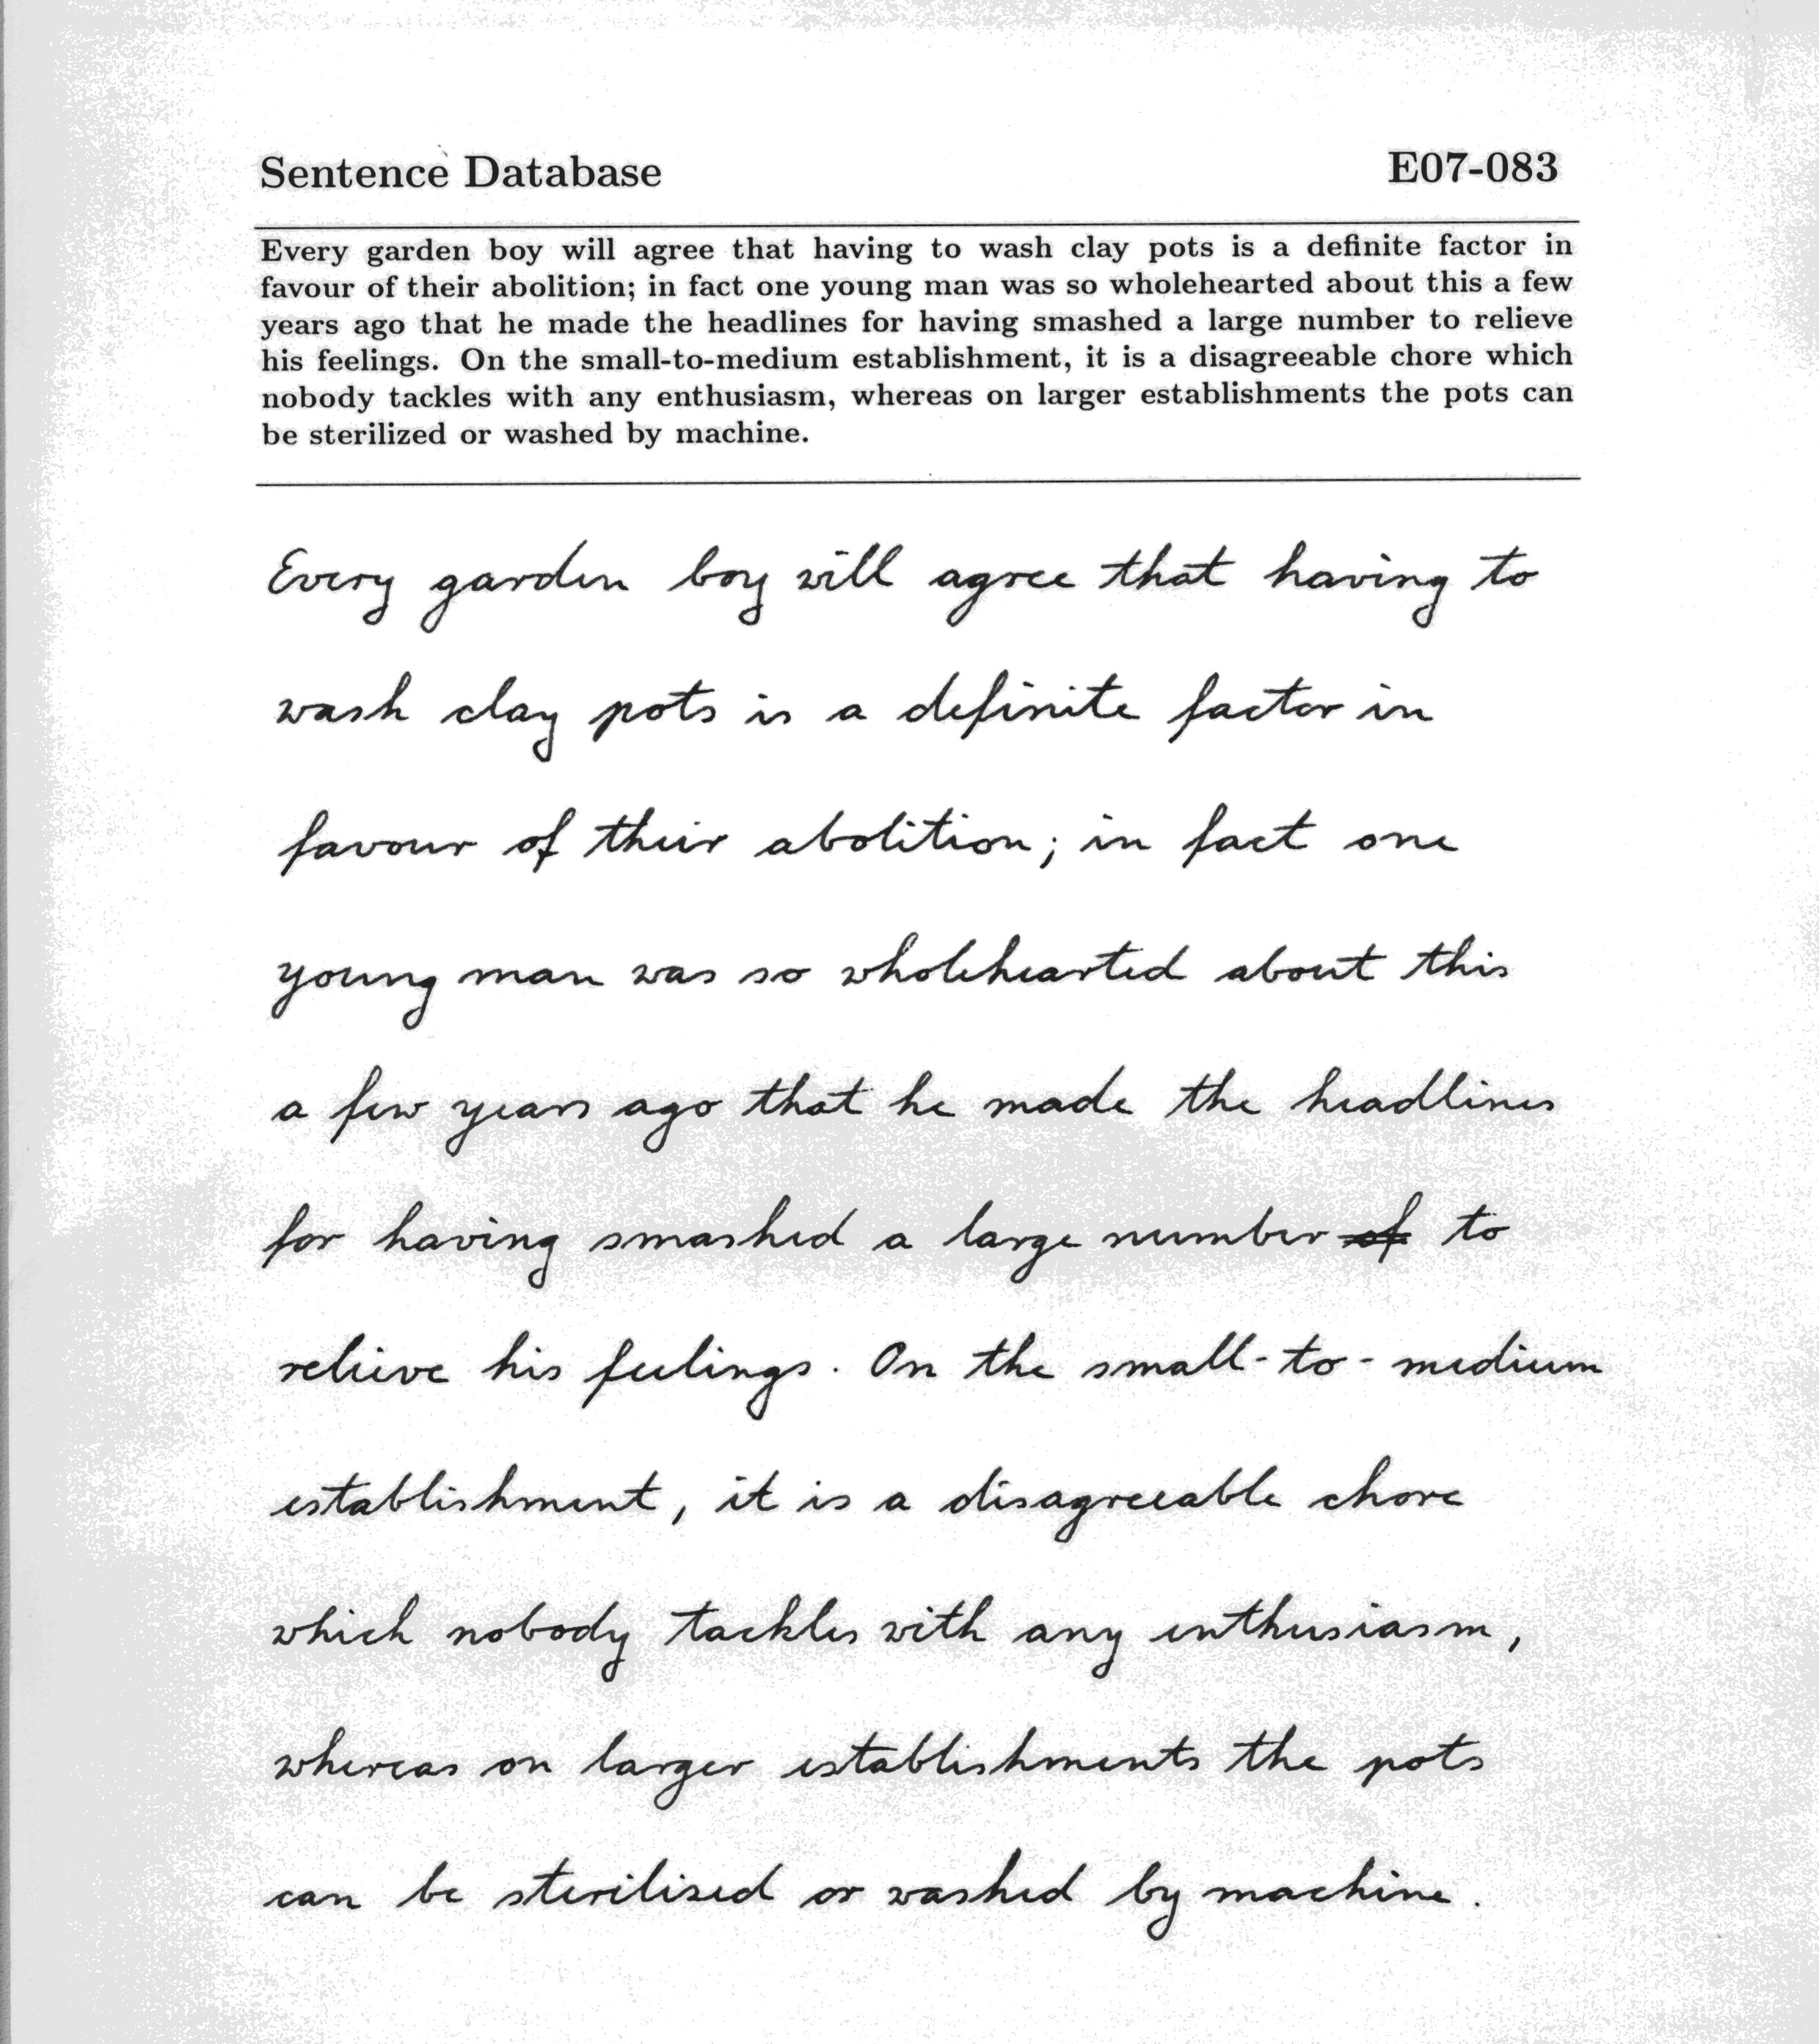 Sentence Database E07-083
Every garden boy will agree that having to wash clay pots is a definite factor in
favour of their abolition; in fact one young man was so wholehearted about this a few
years ago that he made the headlines for having smashed a large number to relieve
his feelings. On the small-to-medium establishment, it is a disagreeable chore which
nobody tackles with any enthusiasm, whereas on larger establishments the pots can
be sterilized or washed by machine.
Every garden boy will agree that having to
wash clay pots is a definite factor in
favour of their abolition; in fact one
young man was so wholehearted about this
a few years ago that he made the headlines
for having smashed a large number of to
relieve his feelings. On the small-to-medium
establishment, it is a disagreeable chore
which nobody tackles with any enthusiasm,
whereas on larger establishments the pots
can be sterilised or washed by machine.